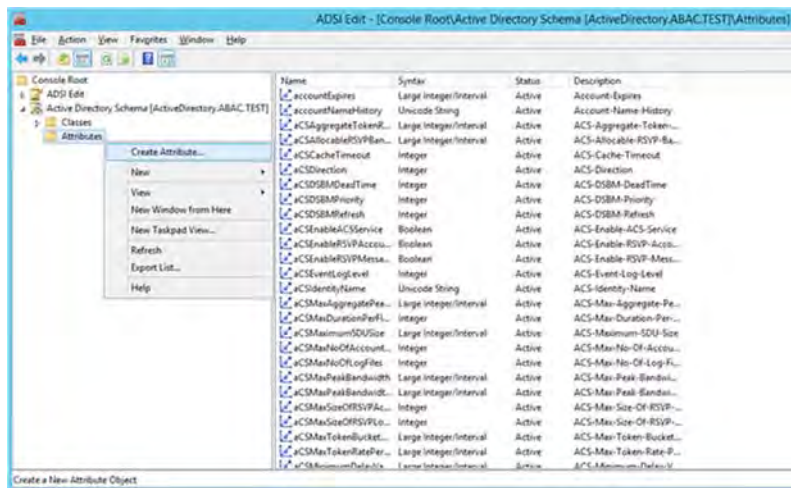 ADSI Edit - [Console Root\Active Directory Schema [ActiveDirectory.ABAC.TEST]\Attributes]
File Action View Favorites Window Help
Console Root
ADSI Edit
Active Directory Schema [ActiveDirectory.ABAC.TEST]
Classes
Attributes
Create Attribute...
New
View
New Window from Here
New Taskpad View...
Refresh
Export List...
Help
Name Syntax Status Description
accountExpires Large Integer/Interval Active Account-Expires
accountNameHistory Unicode String Active Account-Name-History
aCSAggregateTokenR... Large Integer/Interval Active ACS-Aggregate-Token-...
aCSAllocableRSVPBan... Large Integer/Interval Active ACS-Allocable-RSVP-Ba...
aCSCacheTimeout Integer Active ACS-Cache-Timeout
aCSDirection Integer Active ACS-Direction
aCSDSBMDeadTime Integer Active ACS-DSBM-DeadTime
aCSDSBMPriority Integer Active ACS-DSBM-Priority
aCSDSBMRefresh Integer Active ACS-DSBM-Refresh
aCSEnableACSService Boolean Active ACS-Enable-ACS-Service
aCSEnableRSVPAccou... Boolean Active ACS-Enable-RSVP-Acco...
aCSEnableRSVPMessa... Boolean Active ACS-Enable-RSVP-Mess...
aCSEventLogLevel Integer Active ACS-Event-Log-Level
aCSIdentityName Unicode String Active ACS-Identity-Name
aCSMaxAggregatePea... Large Integer/Interval Active ACS-Max-Aggregate-Pe...
aCSMaxDurationPerFl... Integer Active ACS-Max-Duration-Per-...
aCSMaximumSDUSize Large Integer/Interval Active ACS-Maximum-SDU-Size
aCSMaxNoOfAccount... Integer Active ACS-Max-No-Of-Accou...
aCSMaxNoOfLogFiles Integer Active ACS-Max-No-Of-Log-Fi...
aCSMaxPeakBandwidth Large Integer/Interval Active ACS-Max-Peak-Bandwi...
aCSMaxPeakBandwidt... Large Integer/Interval Active ACS-Max-Peak-Bandwi...
aCSMaxSizeOfRSVPAc... Integer Active ACS-Max-Size-Of-RSVP-...
aCSMaxSizeOfRSVPLo... Integer Active ACS-Max-Size-Of-RSVP-...
aCSMaxTokenBucket... Large Integer/Interval Active ACS-Max-Token-Bucket...
aCSMaxTokenRatePer... Large Integer/Interval Active ACS-Max-Token-Rate-P...
aCSMinimumDelayVa... Large Integer/Interval Active ACS-Minimum-Delay-V...
Create a New Attribute Object